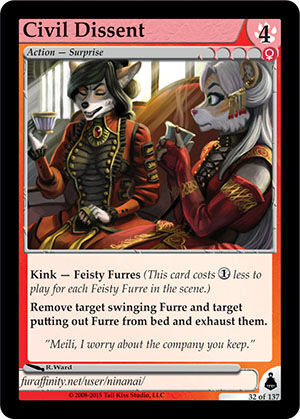 Civil Dissent
4
Action — Surprise
Kink — Feisty Furres (This card costs 1 less to
play for each Feisty Furre in the scene.)
Remove target swinging Furre and target
putting out Furre from bed and exhaust them.
"Meili, I worry about the company you keep."
R.Ward
furaffinity.net/user/ninanai/
© 2008-2015 Tail Kiss Studio, LLC
32 of 137